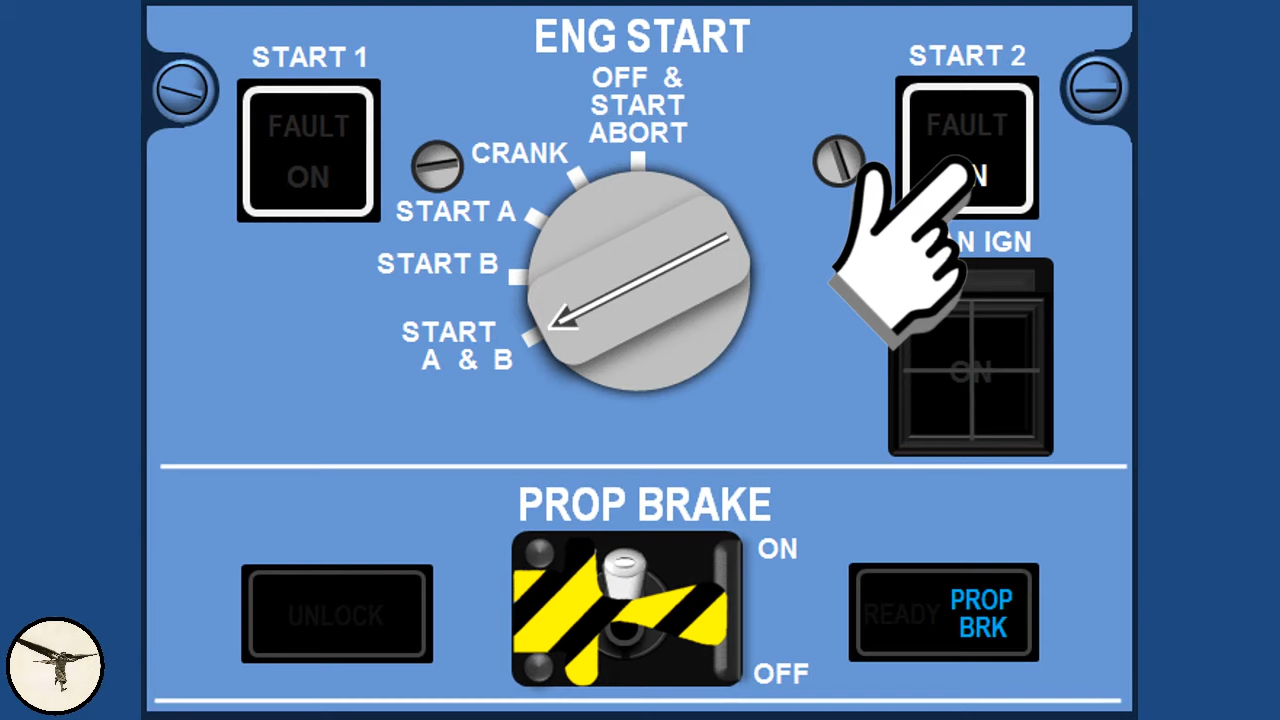 ENG START
START 1
FAULT
ON
OFF &
START
ABORT
CRANK
START A
START B
START
A & B
START 2
FAULT
N IGN
ON
PROP BRAKE
ON
OFF
UNLOCK
READY
PROP
BRK